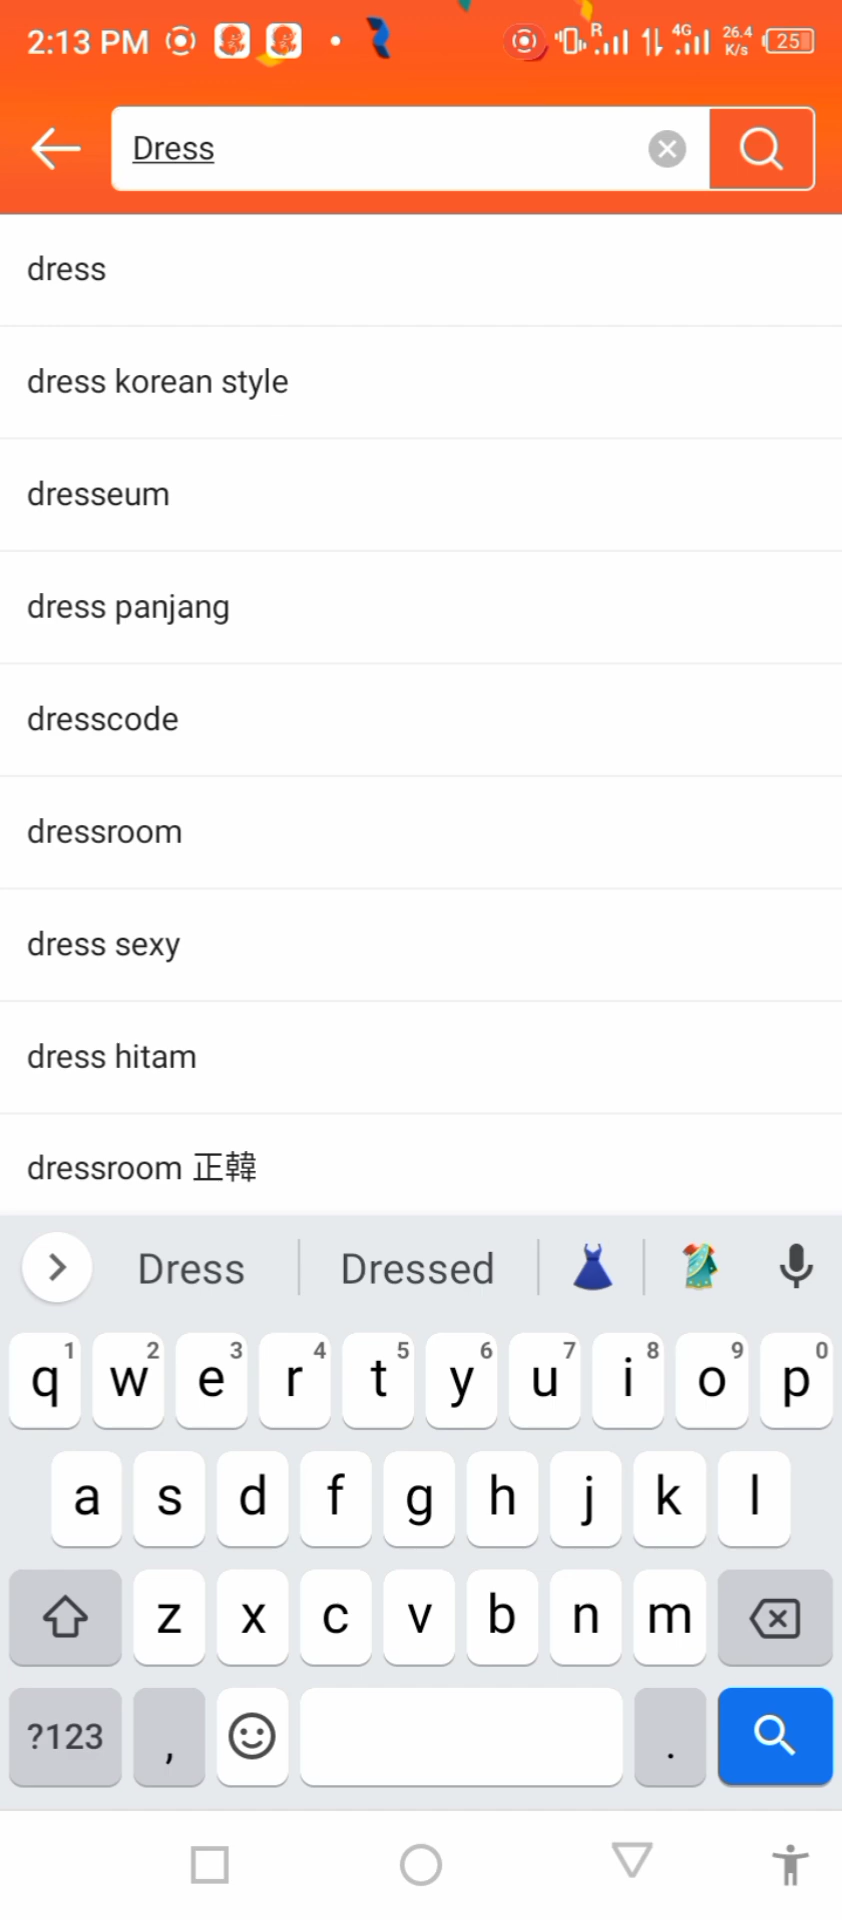 2:13 PM
R
4G
26.4
K/s
25
Dress
dress
dress korean style
dresseum
dress panjang
dresscode
dressroom
dress sexy
dress hitam
dressroom 正韓
Dress Dressed
1 2 3 4 5 6 7 8 9 0
q w e r t y u i o p
a s d f g h j k l
z x c v b n m
?123 , .